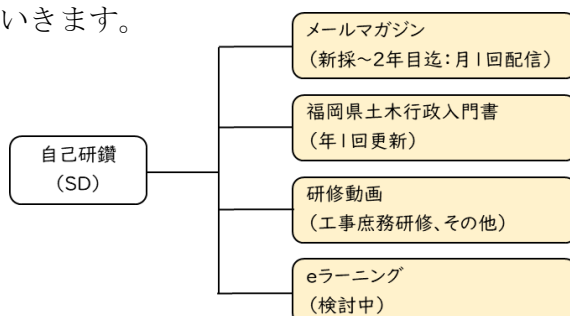 いきます。
自己研鑽
（SD）
メールマガジン
（新採～2年目迄：月1回配信）
福岡県土木行政入門書
（年1回更新）
研修動画
（工事庶務研修、その他）
eラーニング
（検討中）